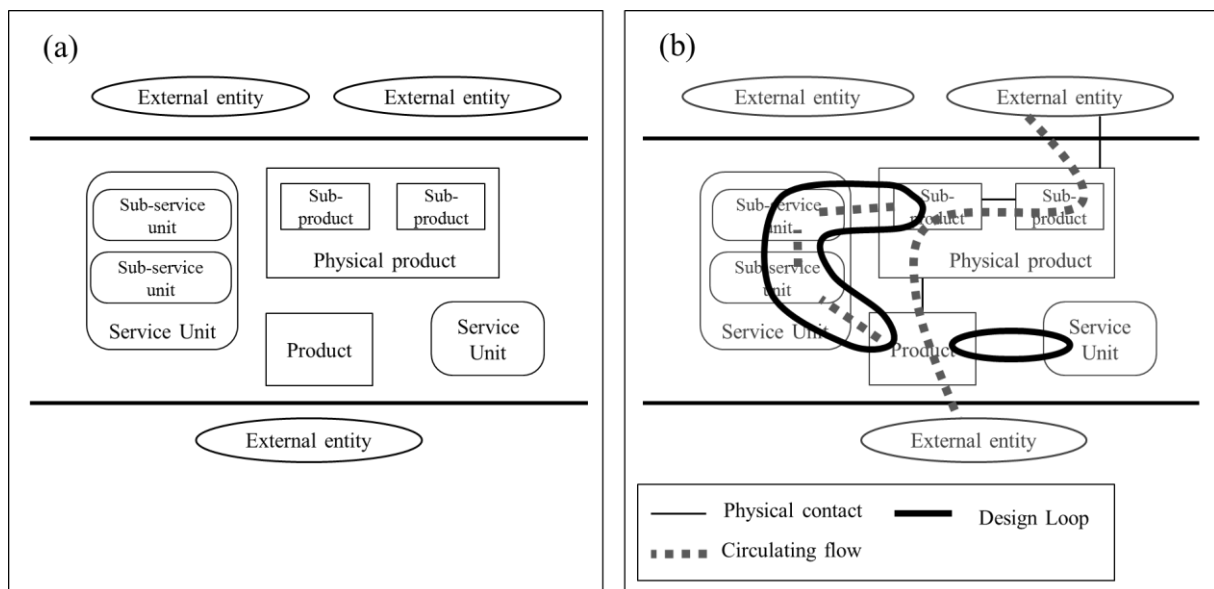 (a)
External entity
External entity
Sub-service
unit
Sub-service
unit
Service Unit
Sub-
product
Sub-
product
Physical product
Product
Service
Unit
External entity
(b)
External entity
External entity
Sub-service
unit
Sub-service
unit
Service Unit
Sub-
product
Sub-
product
Physical product
Product
Service
Unit
External entity
Physical contact
Design Loop
Circulating flow